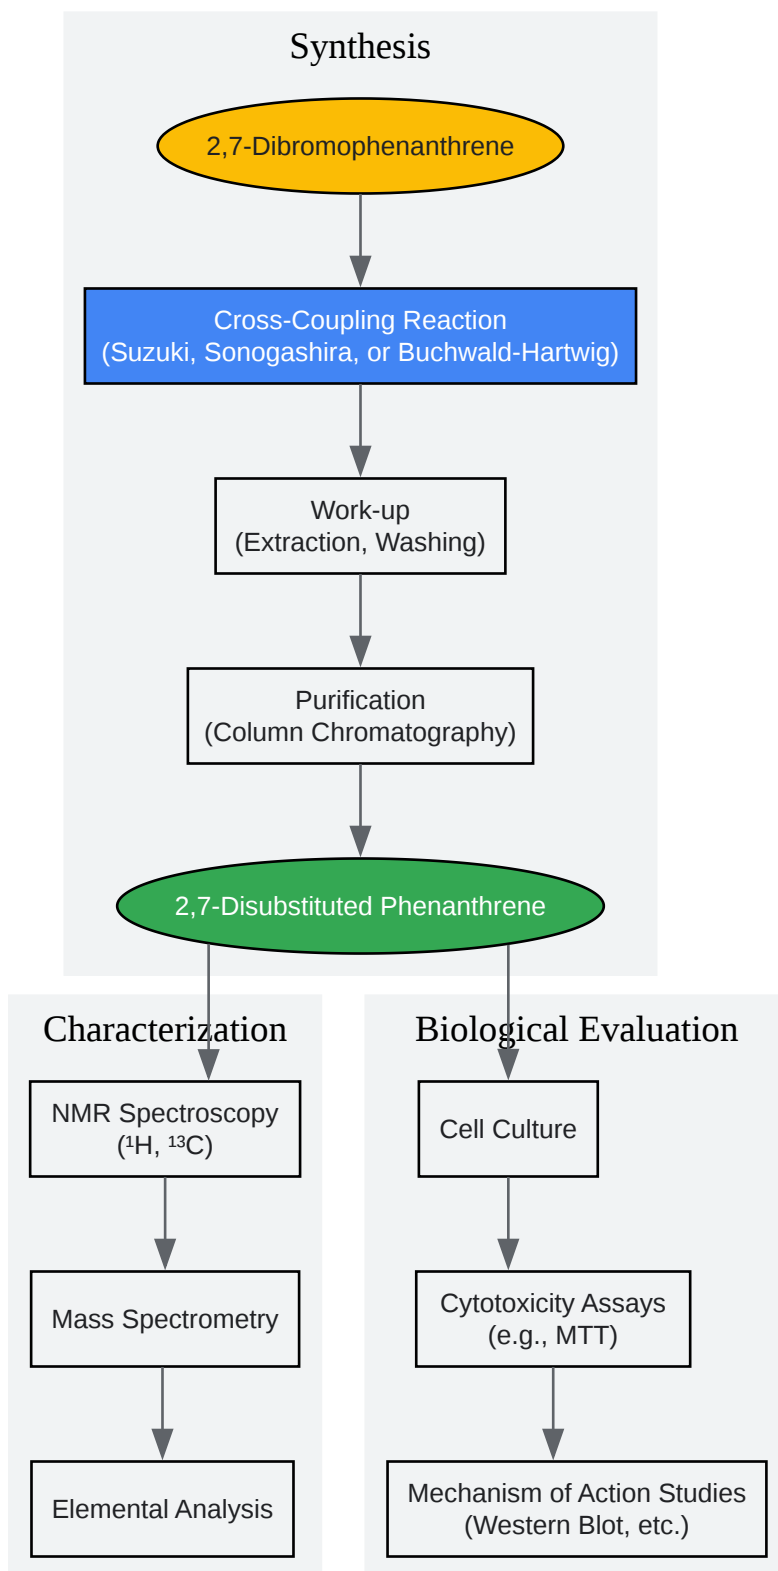 Synthesis
2,7-Dibromophenanthrene
Cross-Coupling Reaction
(Suzuki, Sonogashira, or Buchwald-Hartwig)
Work-up
(Extraction, Washing)
Purification
(Column Chromatography)
2,7-Disubstituted Phenanthrene
Characterization
NMR Spectroscopy
(¹H, ¹³C)
Mass Spectrometry
Elemental Analysis
Biological Evaluation
Cell Culture
Cytotoxicity Assays
(e.g., MTT)
Mechanism of Action Studies
(Western Blot, etc.)